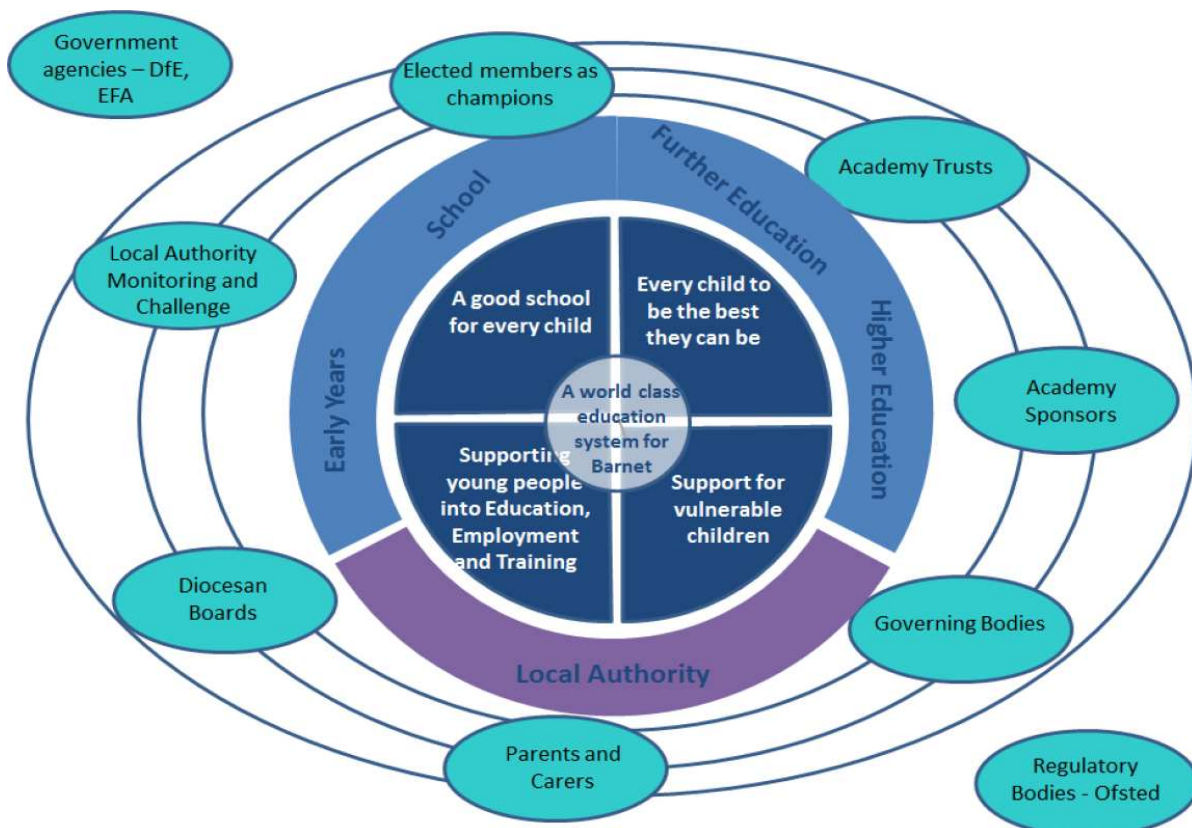 Government
agencies – DfE,
EFA
Elected members as
champions
Academy Trusts
Local Authority
Monitoring and
Challenge
Academy
Sponsors
Diocesan
Boards
Governing Bodies
Parents and
Carers
Regulatory
Bodies - Ofsted
Early Years
School
Further Education
Higher Education
Local Authority
A good school
for every child
Every child to
be the best
they can be
A world class
education
system for
Barnet
Supporting
young people
into Education,
Employment
and Training
Support for
vulnerable
children